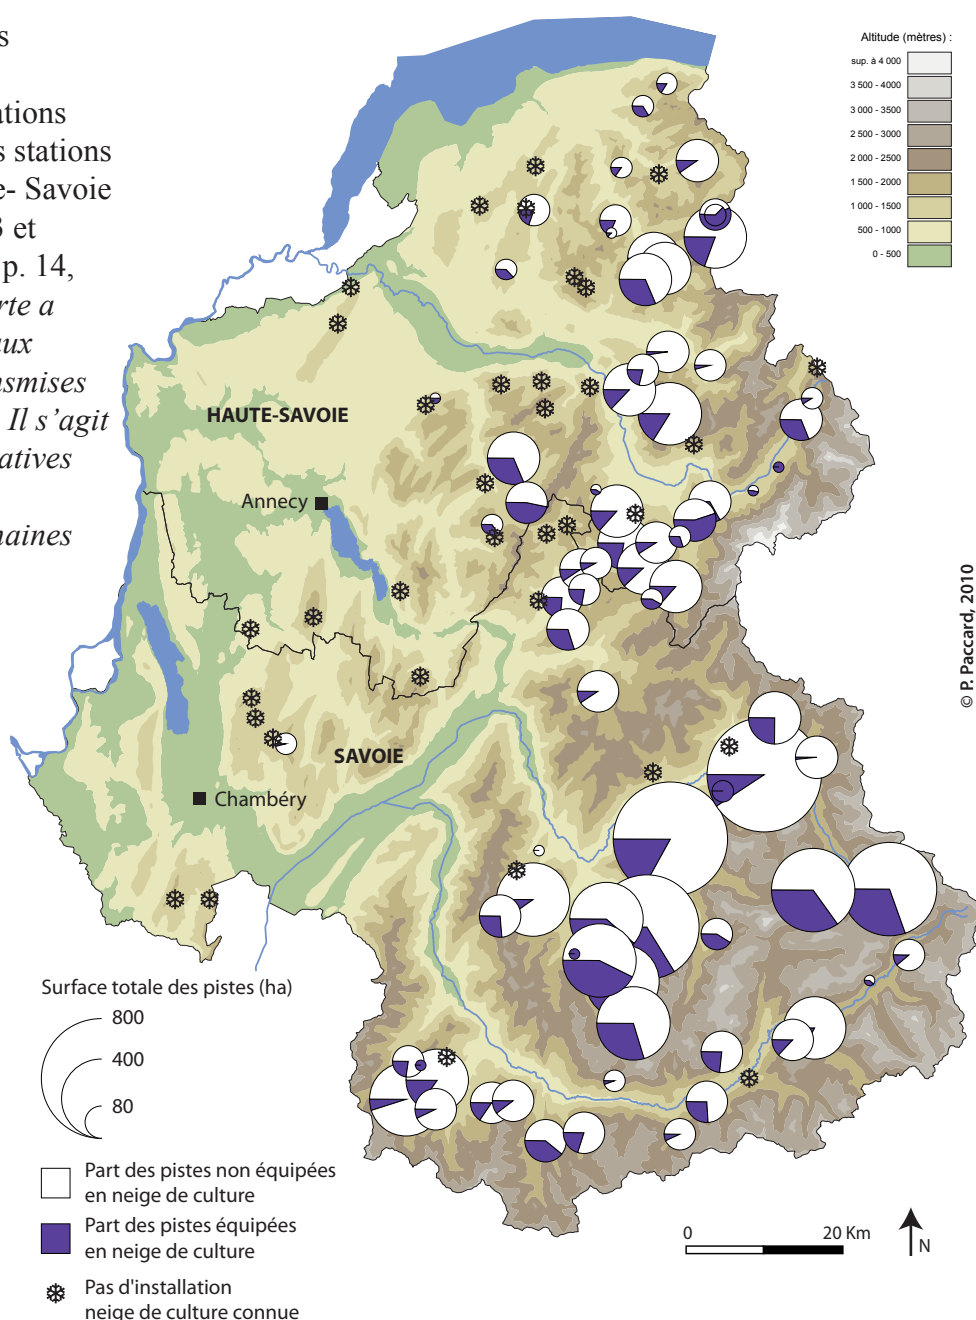 s
ations
s stations
e- Savoie
3 et
p. 14,
rte a
aux
nsmises
Il s’agit
atives
naines
Altitude (mètres) :
sup. à 4 000
3 500 - 4000
3 000 - 3500
2 500 - 3000
2 000 - 2500
1 500 - 2000
1 000 - 1500
500 - 1000
0 - 500
HAUTE-SAVOIE
Annecy
SAVOIE
Chambéry
© P. Paccard, 2010
Surface totale des pistes (ha)
800
400
80
Part des pistes non équipées
en neige de culture
Part des pistes équipées
en neige de culture
Pas d'installation
neige de culture connue
0 20 Km
N